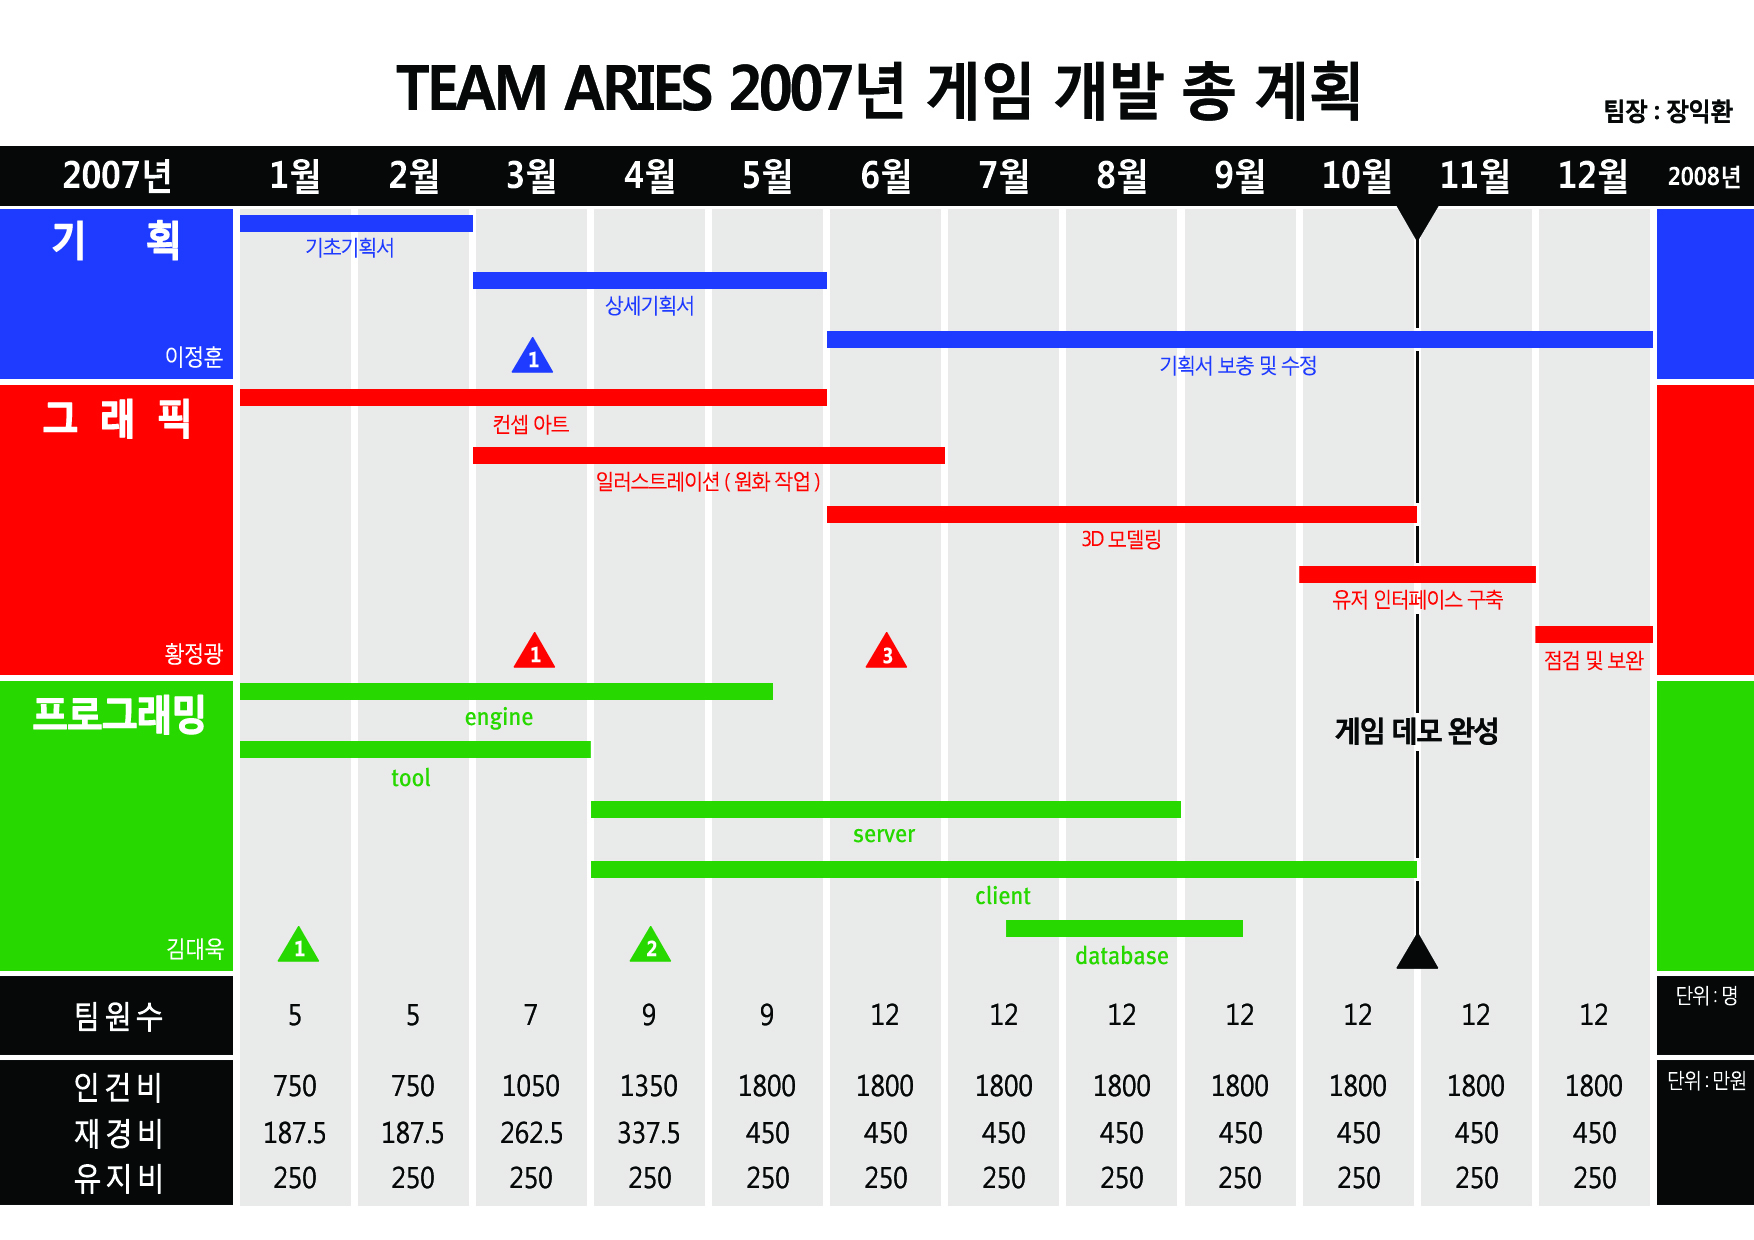 TEAM ARIES 2007년 게임 개발 총 계획
팀장 : 장익환
2007년 1월 2월 3월 4월 5월 6월 7월 8월 9월 10월 11월 12월 2008년
기 획
기초기획서
상세기획서
이정훈
1
기획서 보충 및 수정
그 래 픽
컨셉 아트
일러스트레이션 ( 원화 작업 )
3D 모델링
유저 인터페이스 구축
황정광
1
3
점검 및 보완
프로그래밍
engine
게임 데모 완성
tool
server
client
김대욱
1
2
database
팀원수 5 5 7 9 9 12 12 12 12 12 12 12 단위 : 명
인건비 750 750 1050 1350 1800 1800 1800 1800 1800 1800 1800 1800 단위 : 만원
재경비 187.5 187.5 262.5 337.5 450 450 450 450 450 450 450 450
유지비 250 250 250 250 250 250 250 250 250 250 250 250